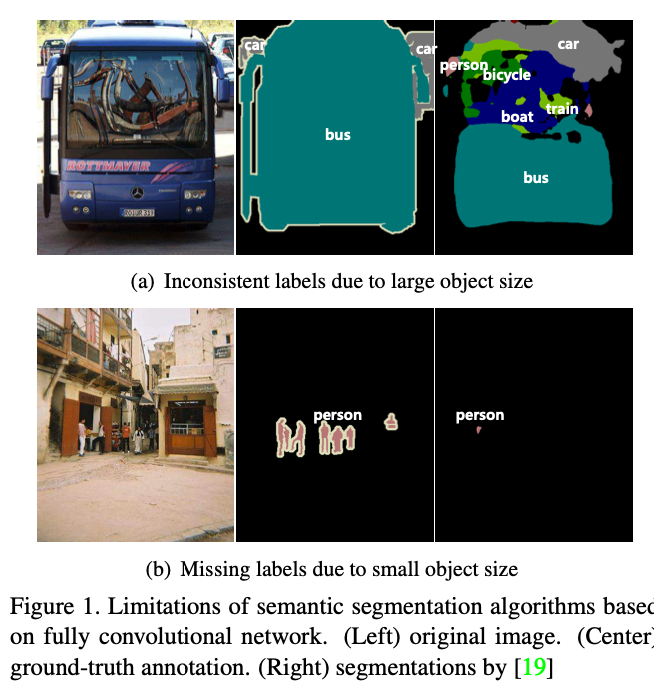 ROTTMAYER
car
car
bus
car
person
bicycle
boat
train
bus
(a) Inconsistent labels due to large object size
person
person
(b) Missing labels due to small object size
Figure 1. Limitations of semantic segmentation algorithms based
on fully convolutional network. (Left) original image. (Center)
ground-truth annotation. (Right) segmentations by [19]